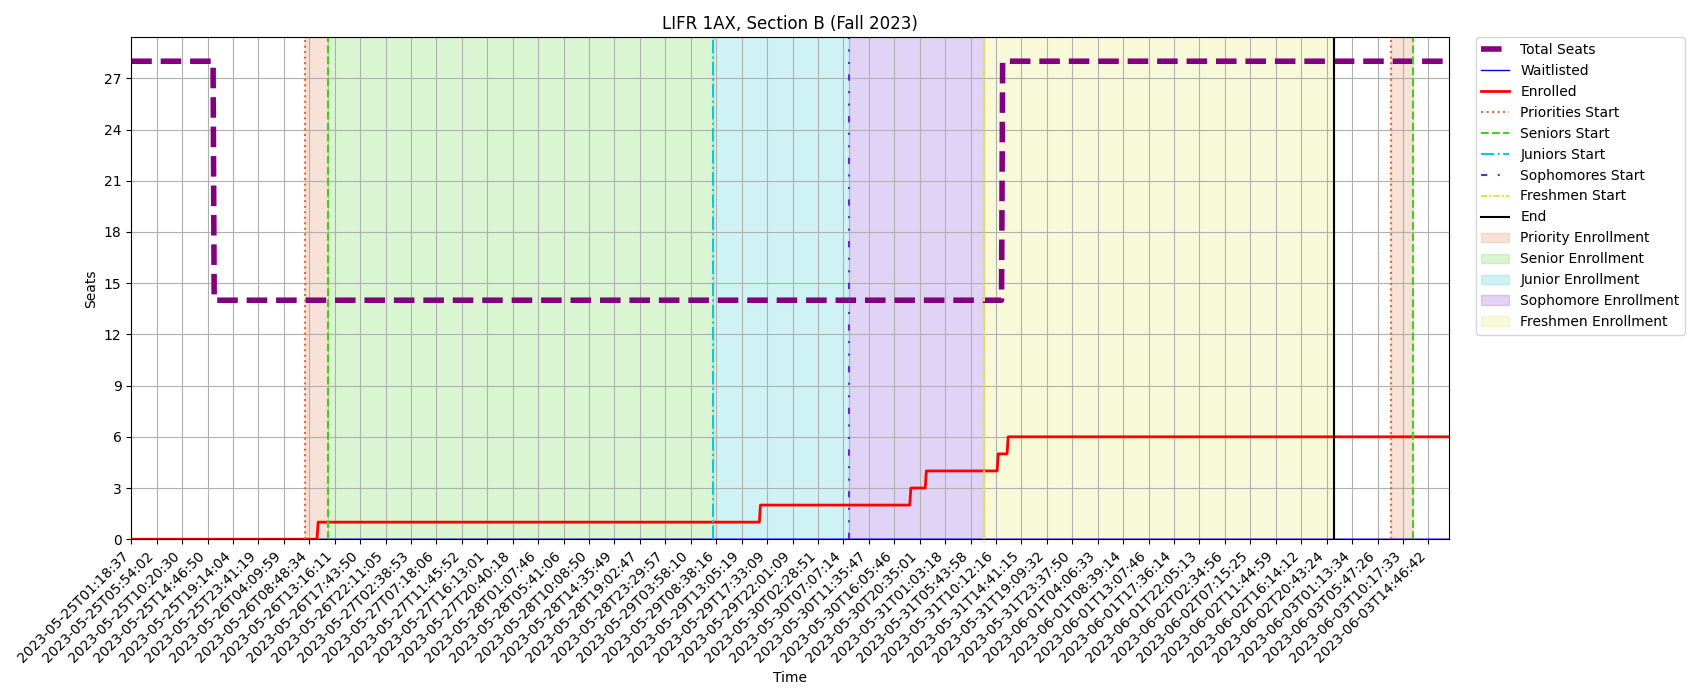 LIFR 1AX, Section B (Fall 2023)
Seats
27
24
21
18
15
12
9
6
3
0
2023-05-25T01:18:37
2023-05-25T05:54:02
2023-05-25T10:20:30
2023-05-25T14:46:50
2023-05-25T19:14:04
2023-05-25T23:41:19
2023-05-26T04:09:59
2023-05-26T08:48:34
2023-05-26T13:16:11
2023-05-26T17:43:50
2023-05-26T22:11:05
2023-05-27T02:38:53
2023-05-27T07:18:06
2023-05-27T11:45:52
2023-05-27T16:13:01
2023-05-27T20:40:18
2023-05-28T01:07:46
2023-05-28T05:41:06
2023-05-28T10:08:50
2023-05-28T14:35:49
2023-05-28T19:02:47
2023-05-28T23:29:57
2023-05-29T03:58:10
2023-05-29T08:38:16
2023-05-29T13:05:19
2023-05-29T17:33:09
2023-05-29T22:01:09
2023-05-30T02:28:51
2023-05-30T07:07:14
2023-05-30T11:35:47
2023-05-30T16:05:46
2023-05-30T20:35:01
2023-05-31T01:03:18
2023-05-31T05:43:58
2023-05-31T10:12:16
2023-05-31T14:41:15
2023-05-31T19:09:32
2023-05-31T23:37:50
2023-06-01T04:06:33
2023-06-01T08:39:14
2023-06-01T13:07:46
2023-06-01T17:36:14
2023-06-01T22:05:13
2023-06-02T02:34:56
2023-06-02T07:15:25
2023-06-02T11:44:59
2023-06-02T16:14:12
2023-06-02T20:43:24
2023-06-03T01:13:34
2023-06-03T05:47:26
2023-06-03T10:17:33
2023-06-03T14:46:42
Time
Total Seats
Waitlisted
Enrolled
Priorities Start
Seniors Start
Juniors Start
Sophomores Start
Freshmen Start
End
Priority Enrollment
Senior Enrollment
Junior Enrollment
Sophomore Enrollment
Freshmen Enrollment